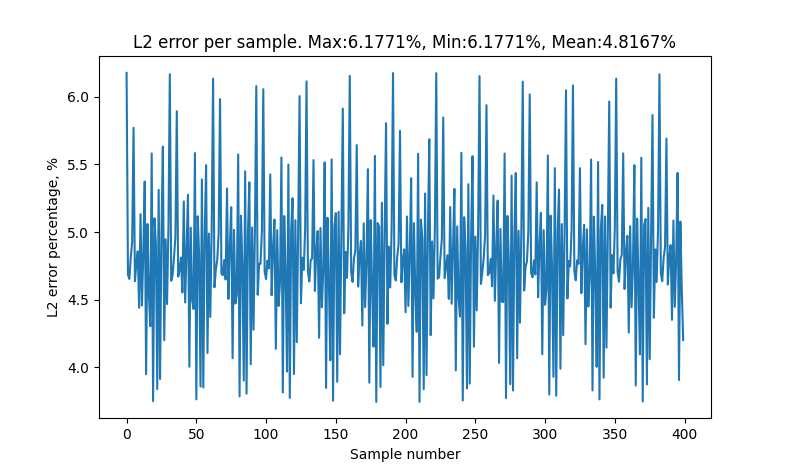 L2 error per sample. Max:6.1771%, Min:6.1771%, Mean:4.8167%
L2 error percentage, %
6.0
5.5
5.0
4.5
4.0
0 50 100 150 200 250 300 350 400
Sample number